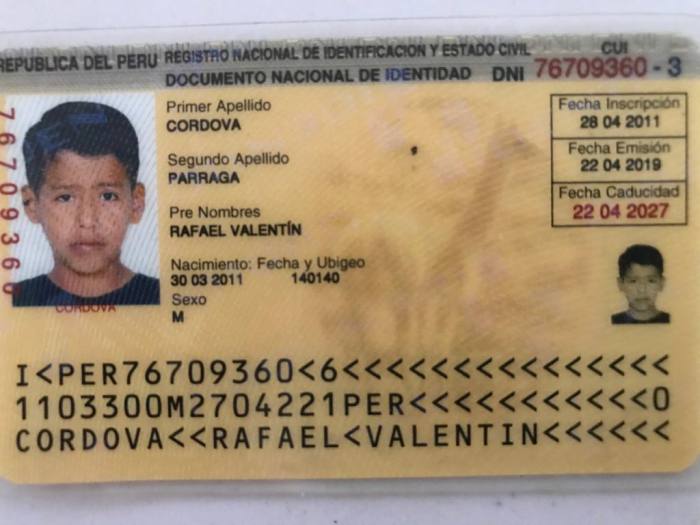 REPUBLICA DEL PERU REGISTRO NACIONAL DE IDENTIFICACION Y ESTADO CIVIL CUI
DOCUMENTO NACIONAL DE IDENTIDAD DNI 76709360 - 3
76709360
Primer Apellido
CORDOVA
Segundo Apellido
PARRAGA
Pre Nombres
RAFAEL VALENTÍN
Nacimiento: Fecha y Ubigeo
30 03 2011 140140
Sexo
M
Fecha Inscripción
28 04 2011
Fecha Emisión
22 04 2019
Fecha Caducidad
22 04 2027
CORDOVA
I<PER76709360<6<<<<<<<<<<<<<<<
1103300M2704221PER<<<<<<<<<<<0
CORDOVA<<RAFAEL<VALENTIN<<<<<<